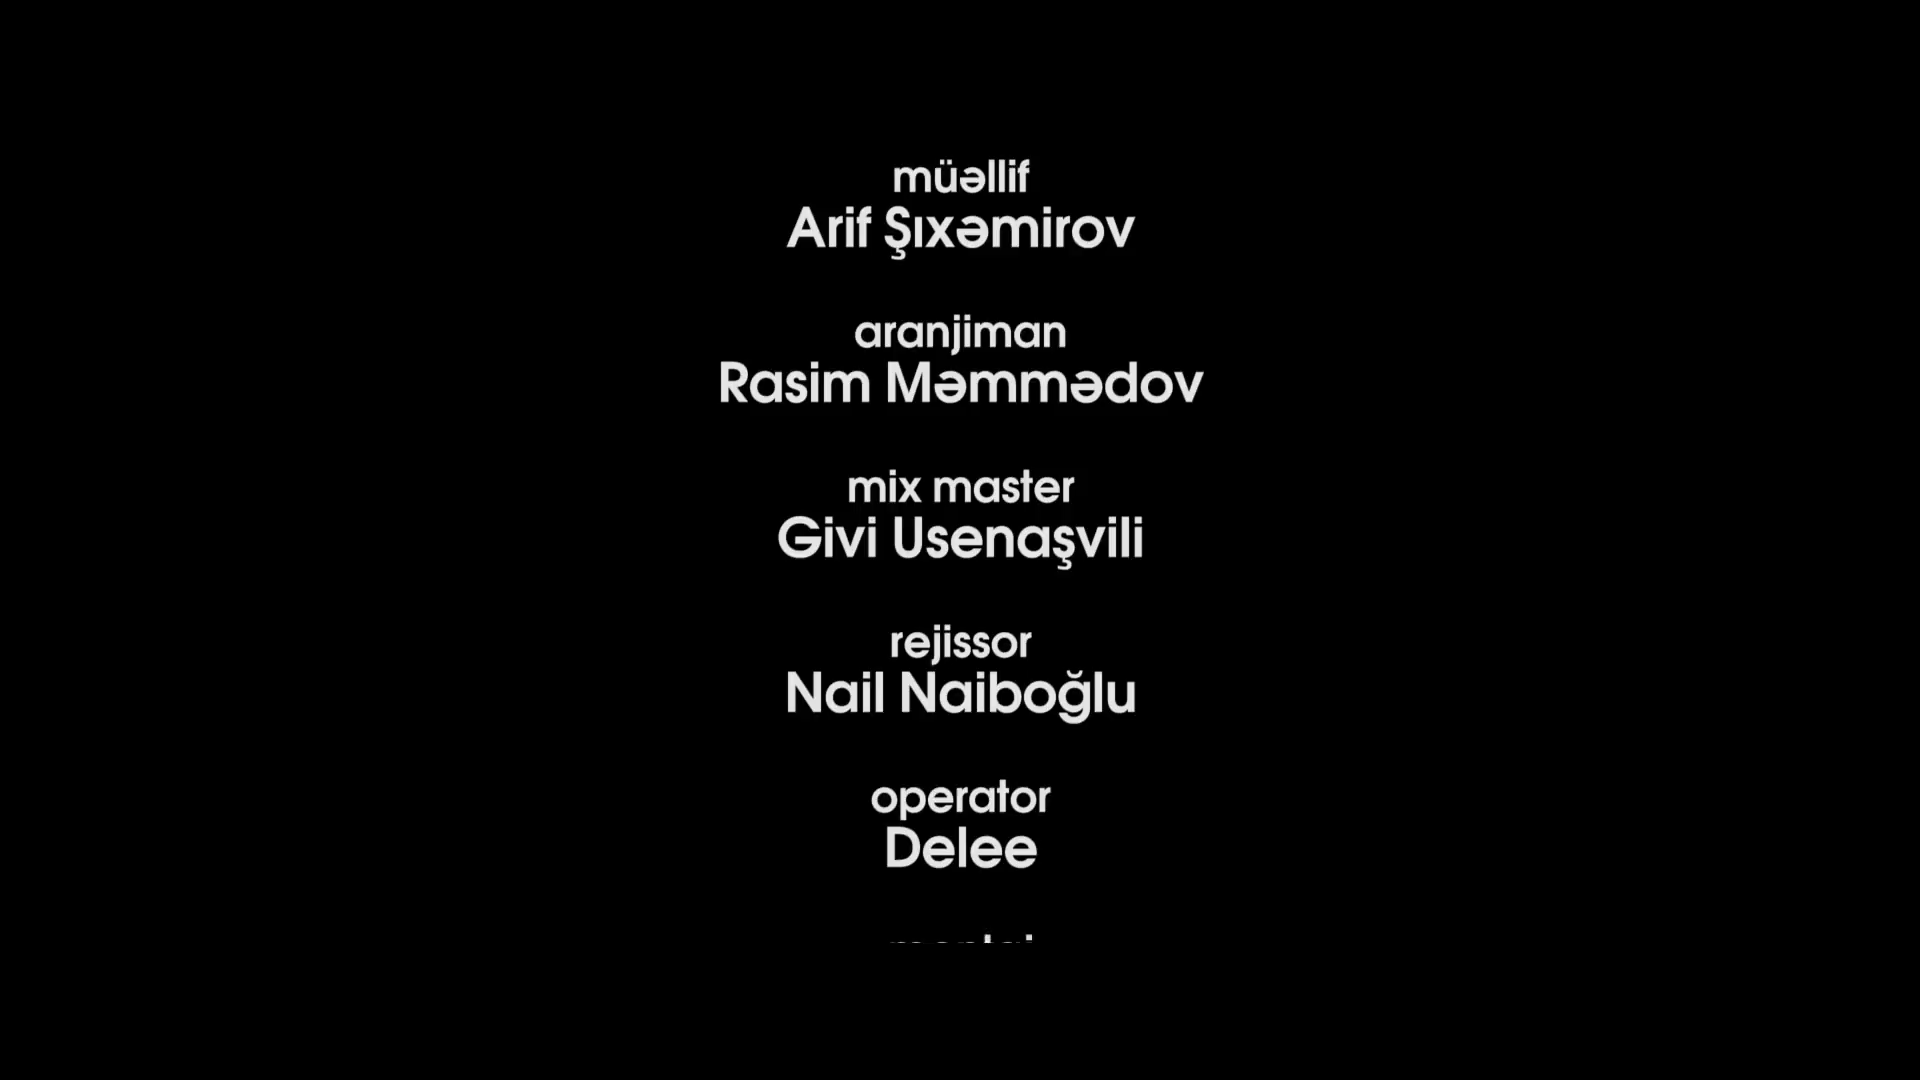 müəllif
Arif Şıxəmirov
aranjiman
Rasim Məmmədov
mix master
Givi Usenaşvili
rejissor
Nail Naiboğlu
operator
Delee